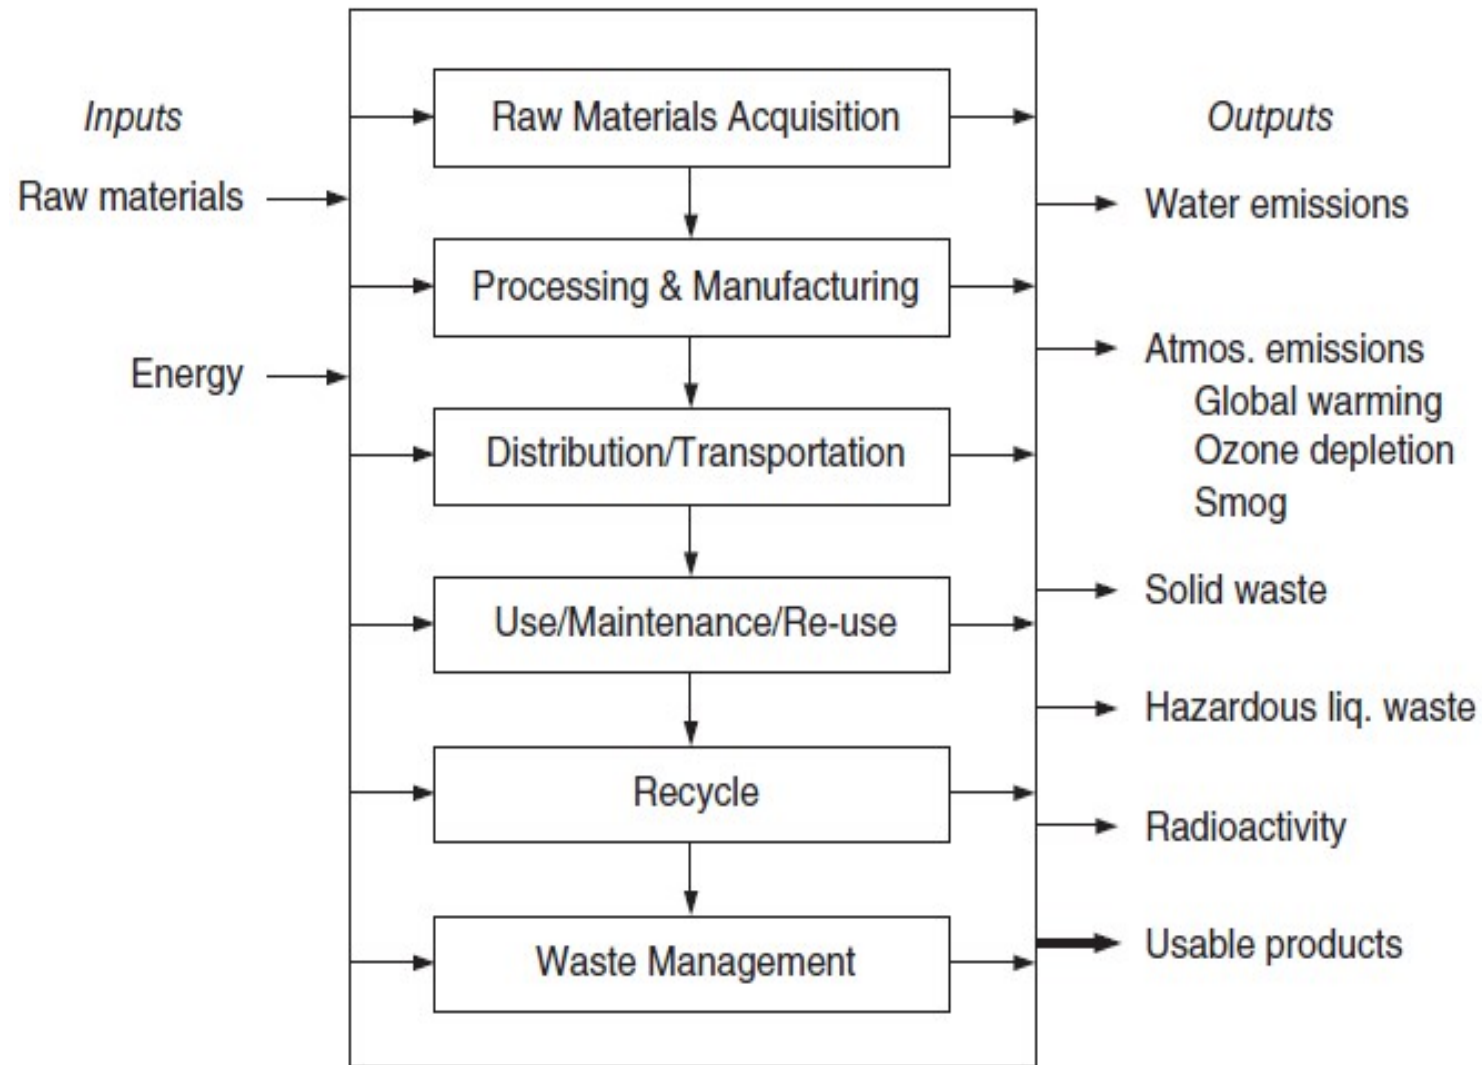 Inputs
Raw materials
Energy
Raw Materials Acquisition
Processing & Manufacturing
Distribution/Transportation
Use/Maintenance/Re-use
Recycle
Waste Management
Outputs
Water emissions
Atmos. emissions
Global warming
Ozone depletion
Smog
Solid waste
Hazardous liq. waste
Radioactivity
Usable products